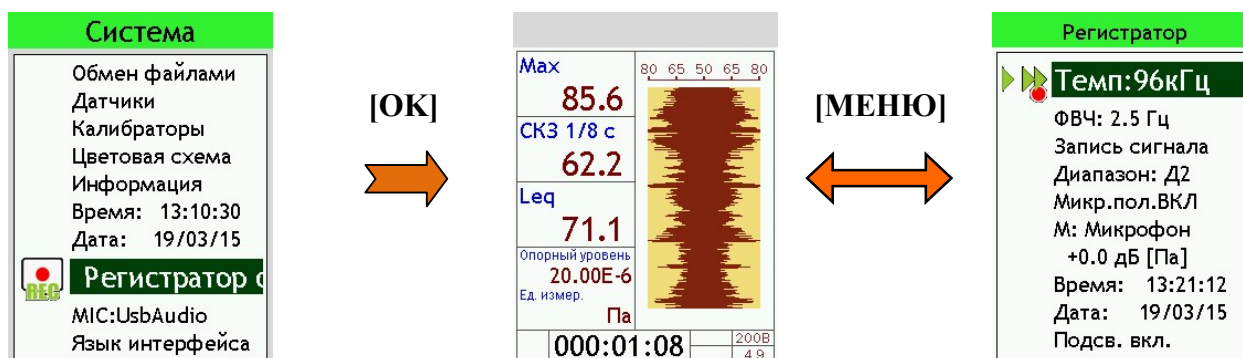 Система
Обмен файлами
Датчики
Калибраторы
Цветовая схема
Информация
Время: 13:10:30
Дата: 19/03/15
REC
Регистратор с
MIC:UsbAudio
Язык интерфейса
[OK]
Max
85.6
СКЗ 1/8 с
62.2
Leq
71.1
Опорный уровень
20.00E-6
Ед. измер.
Па
80 65 50 65 80
000:01:08
200В
4.9
[МЕНЮ]
Регистратор
Темп:96кГц
ФВЧ: 2.5 Гц
Запись сигнала
Диапазон: Д2
Микр.пол.ВКЛ
М: Микрофон
+0.0 дБ [Па]
Время: 13:21:12
Дата: 19/03/15
Подсв. вкл.